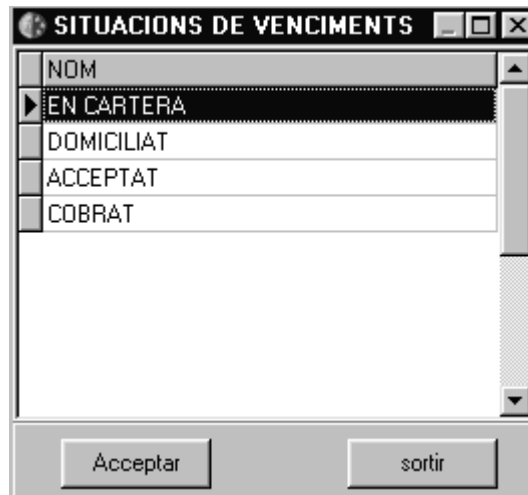 SITUACIONS DE VENCIMENTS
NOM
EN CARTERA
DOMICILIAT
ACCEPTAT
COBRAT
Acceptar sortir